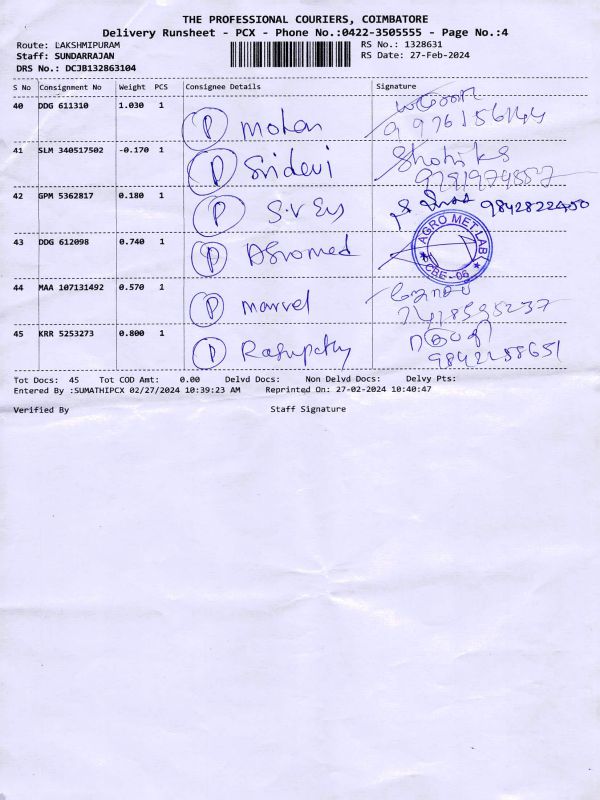 THE PROFESSIONAL COURIERS, COIMBATORE
Delivery Runsheet - PCX - Phone No.:0422-3505555 - Page No.:4
Route: LAKSHMIPURAM RS No.: 1328631
Staff: SUNDARRAJAN RS Date: 27-Feb-2024
DRS No.: DCJB132863104
S No Consignment No Weight PCS Consignee Details Signature
40 DDG 611310 1.030 1 P Mohan
41 SLM 340517502 -0.170 1 P Sridevi
42 GPM 5362817 0.180 1 P 9842822450
43 DDG 612098 0.740 1 P Agromed AGRO MET LAB CBE - 06
44 MAA 107131492 0.570 1 P marvel
45 KRR 5253273 0.800 1 P
Tot Docs: 45 Tot COD Amt: 0.00 Delvd Docs: Non Delvd Docs: Delvy Pts:
Entered By :SUMATHIPCX 02/27/2024 10:39:23 AM Reprinted On: 27-02-2024 10:40:47
Verified By Staff Signature